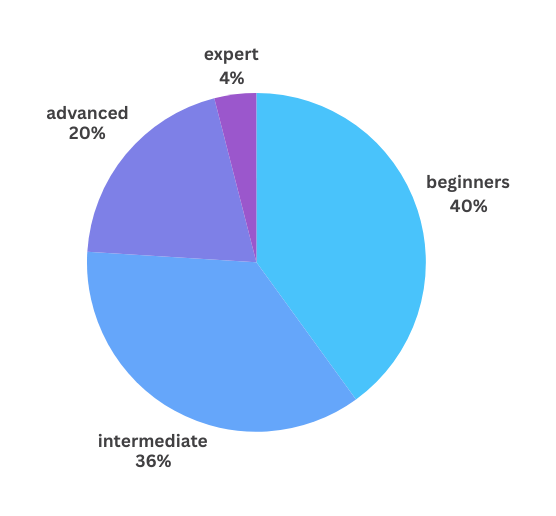 expert
4%
advanced
20%
beginners
40%
intermediate
36%